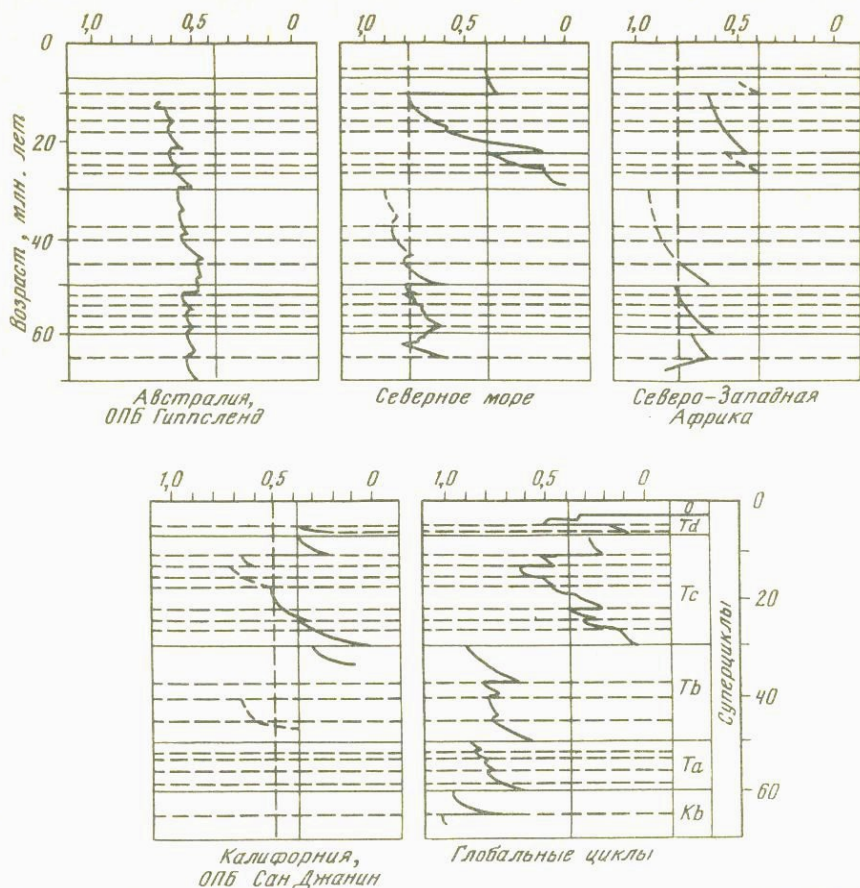 1,0 0,5 0
1,0 0,5 0
1,0 0,5 0
0
20
40
60
Возраст, млн. лет
Австралия,
ОПБ Гиппсленд
Северное море
Северо-Западная
Африка
1,0 0,5 0
1,0 0,5 0
0
20
40
60
Q
Td
Tc
Tb
Ta
Kb
Суперциклы
Калифорния,
ОПБ Сан Джанин
Глобальные циклы